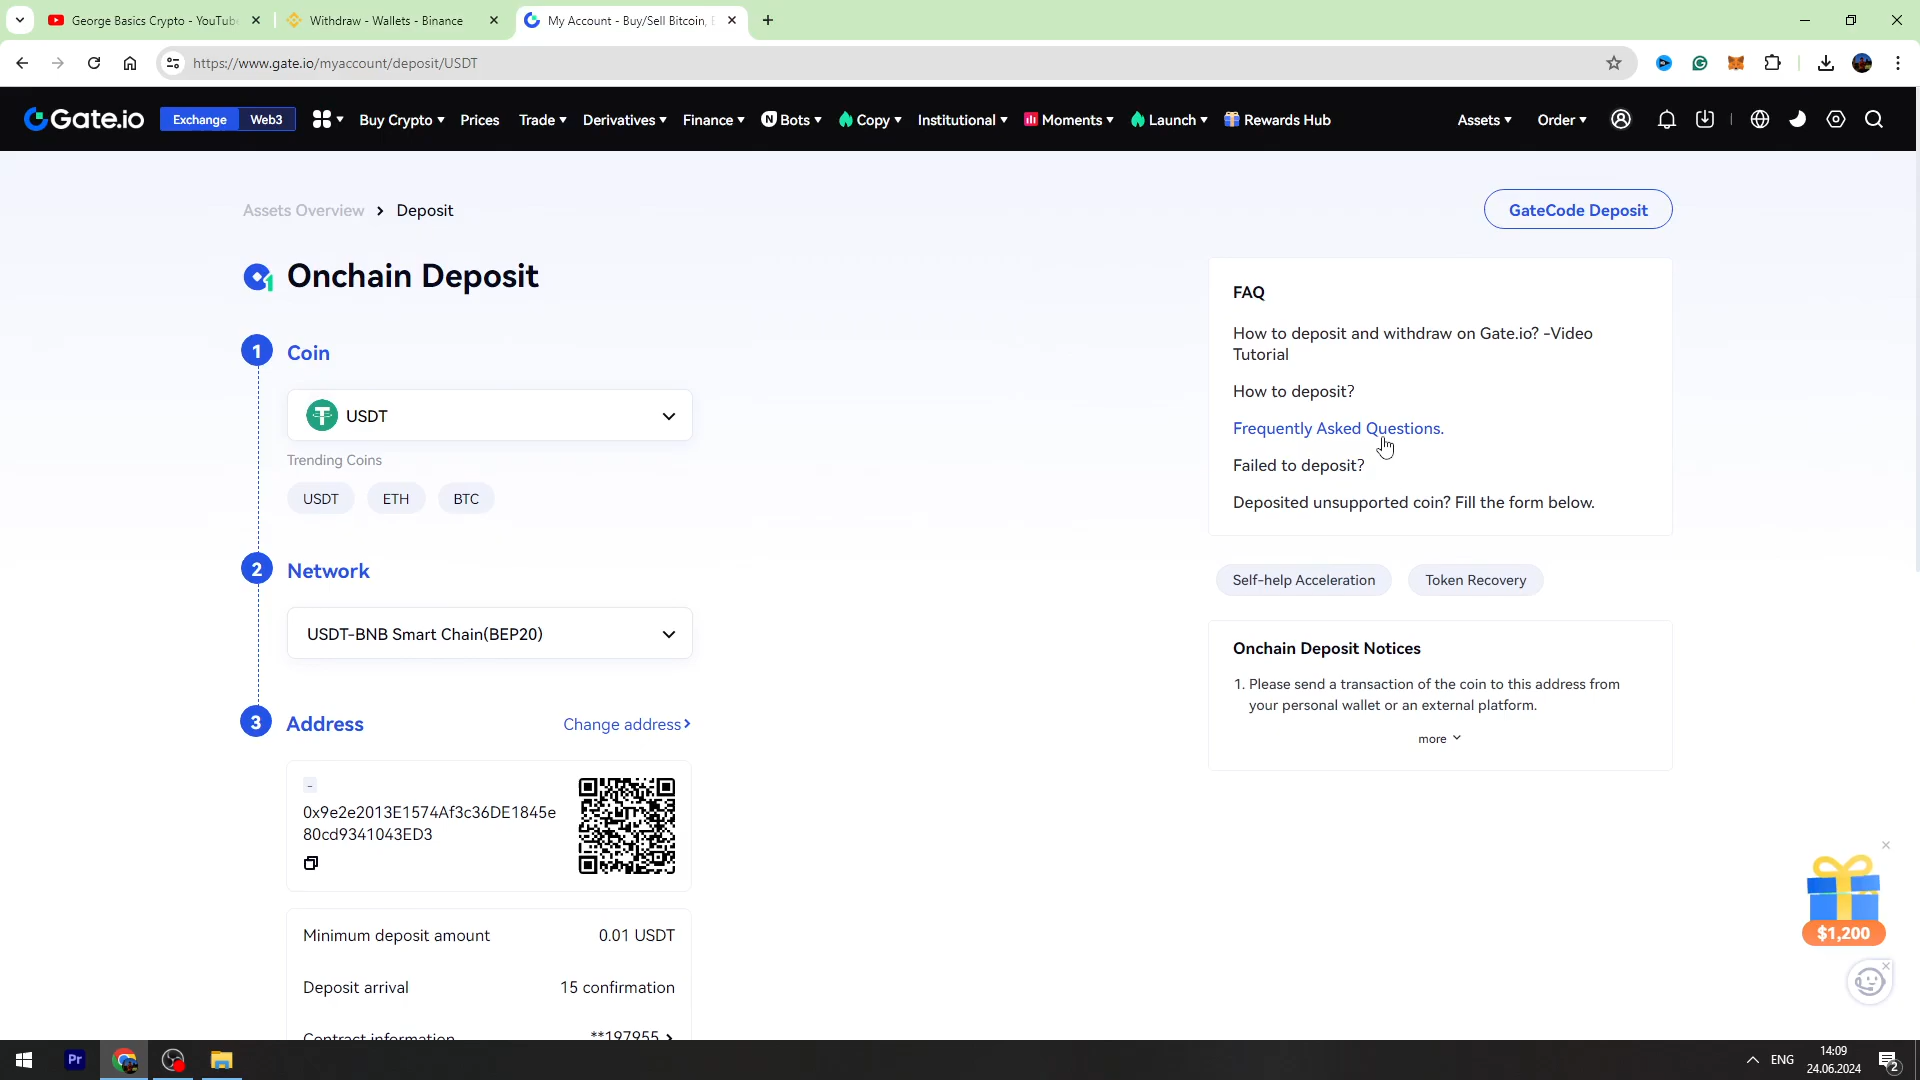 George Basics Crypto - YouTube
Withdraw - Wallets - Binance
My Account - Buy/Sell Bitcoin,
https://www.gate.io/myaccount/deposit/USDT
Gate.io
Exchange Web3
Buy Crypto Prices Trade Derivatives Finance Bots Copy Institutional Moments Launch Rewards Hub
Assets Order
Assets Overview > Deposit
GateCode Deposit
Onchain Deposit
1 Coin
USDT
Trending Coins
USDT ETH BTC
2 Network
USDT-BNB Smart Chain(BEP20)
3 Address
Change address >
-
0x9e2e2013E1574Af3c36DE1845e
80cd9341043ED3
Minimum deposit amount 0.01 USDT
Deposit arrival 15 confirmation
Contract information **197955 >
FAQ
How to deposit and withdraw on Gate.io? -Video
Tutorial
How to deposit?
Frequently Asked Questions.
Failed to deposit?
Deposited unsupported coin? Fill the form below.
Self-help Acceleration Token Recovery
Onchain Deposit Notices
1. Please send a transaction of the coin to this address from
your personal wallet or an external platform.
more
$1,200
Pr
ENG
14:09
24.06.2024
2